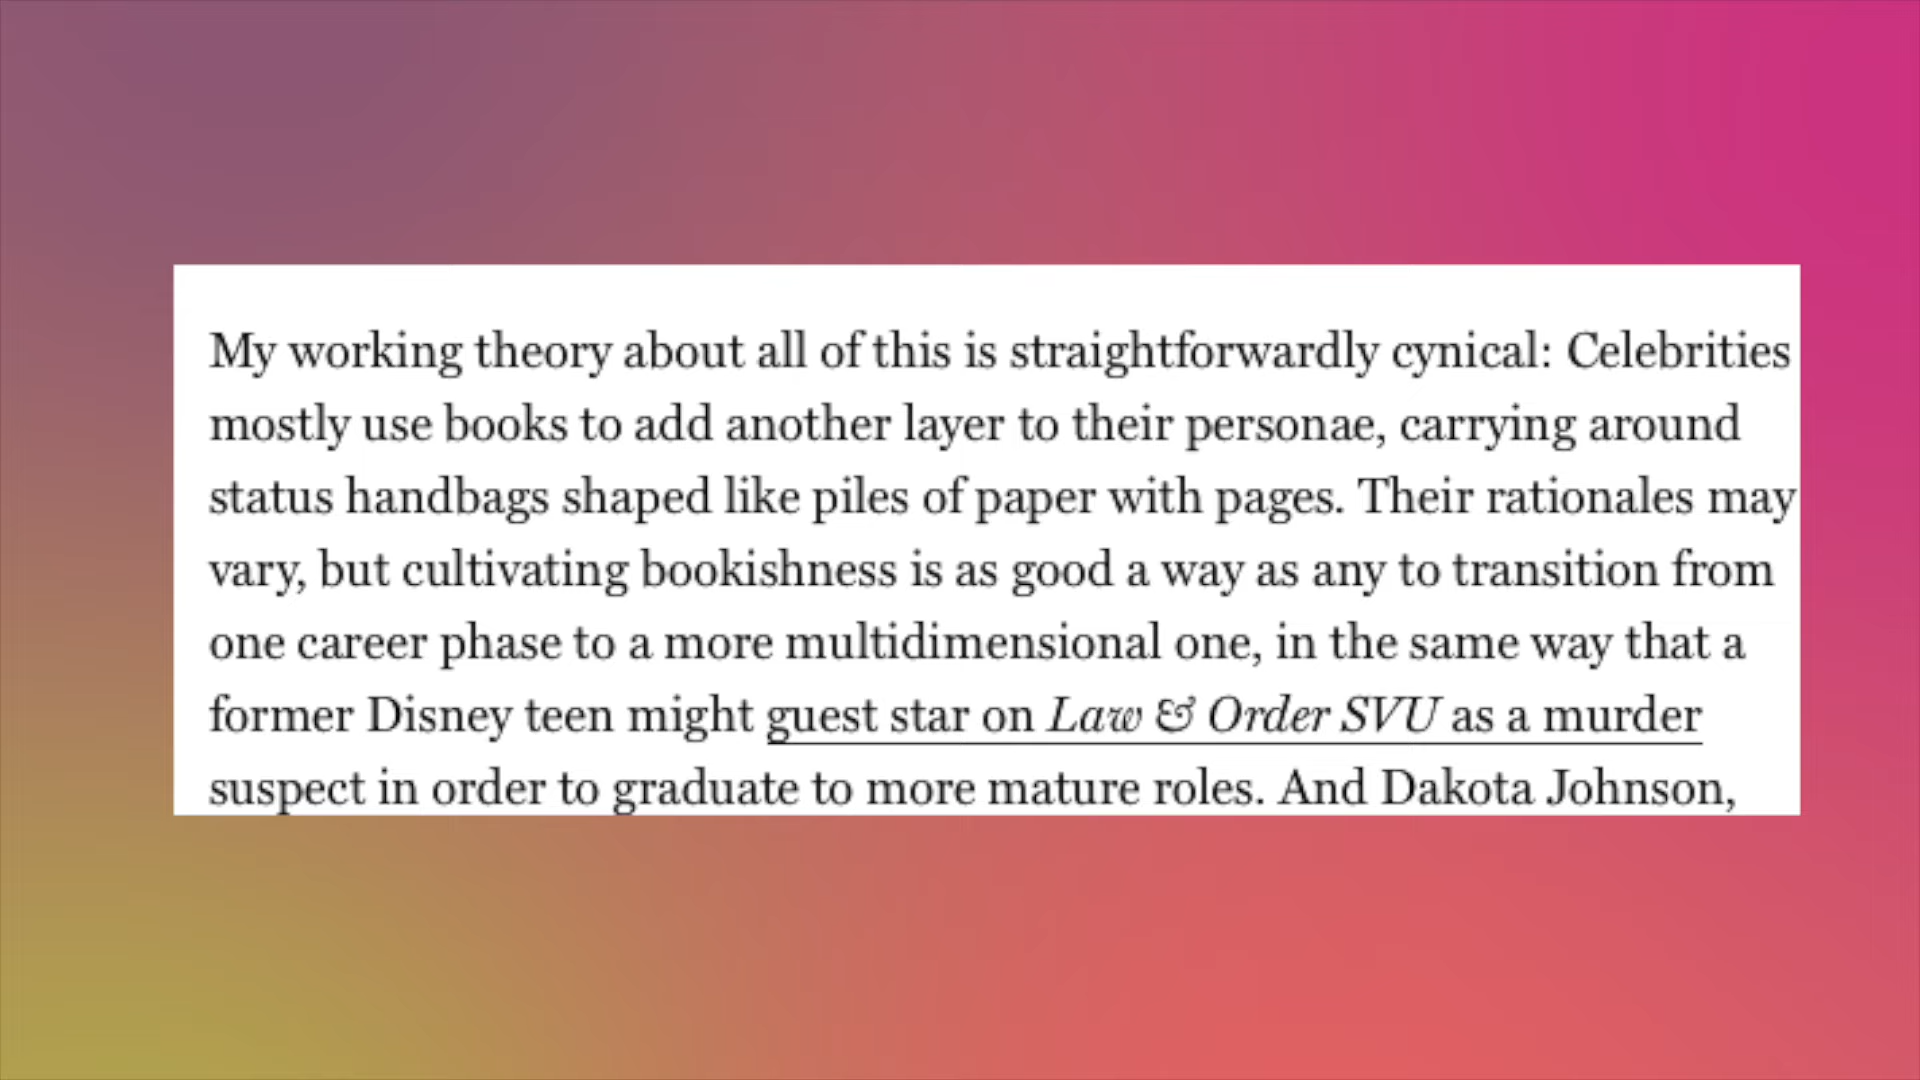 My working theory about all of this is straightforwardly cynical: Celebrities
mostly use books to add another layer to their personae, carrying around
status handbags shaped like piles of paper with pages. Their rationales may
vary, but cultivating bookishness is as good a way as any to transition from
one career phase to a more multidimensional one, in the same way that a
former Disney teen might guest star on Law & Order SVU as a murder
suspect in order to graduate to more mature roles. And Dakota Johnson,